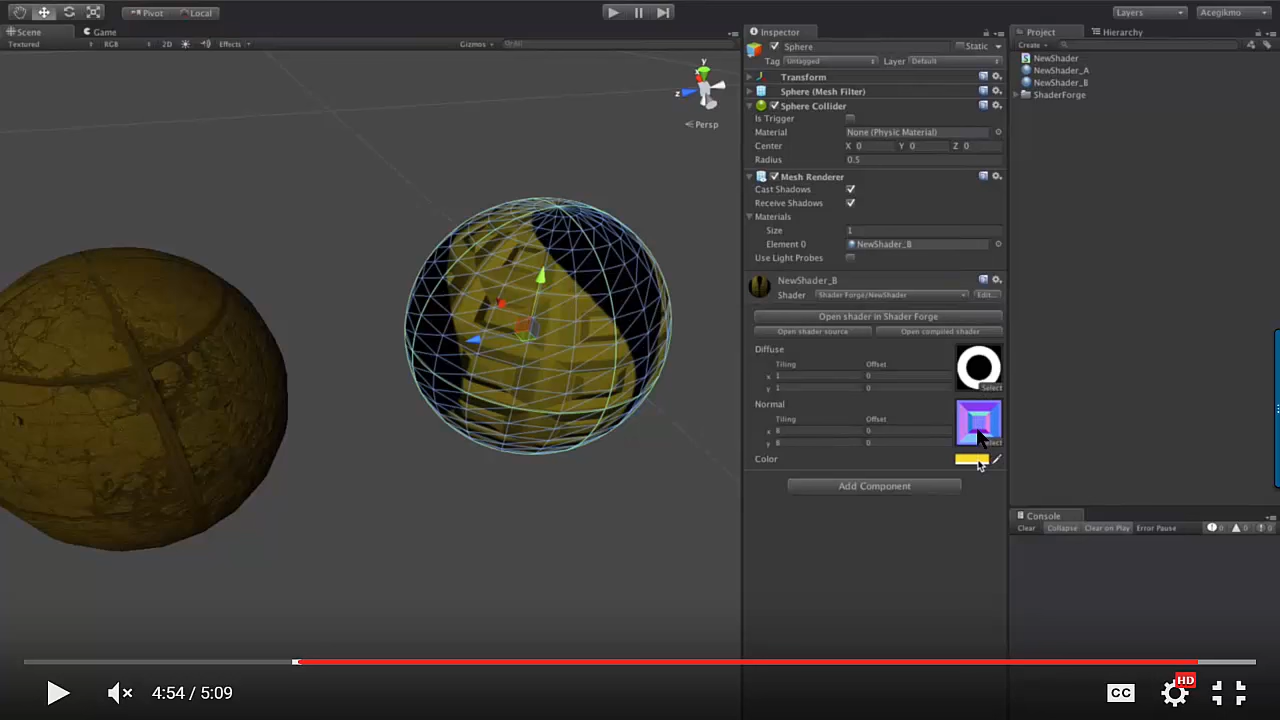 Pivot Local Layers Acegikmo
Scene Game Inspector Project Hierarchy
Textured RGB 2D Effects Gizmos Sphere Static Create
Tag Untagged Layer Default NewShader
Transform NewShader_A
Sphere (Mesh Filter) NewShader_B
Sphere Collider ShaderForge
Is Trigger
y
z
Persp
Material None (Physic Material)
Center X 0 Y 0 Z 0
Radius 0.5
Mesh Renderer
Cast Shadows
Receive Shadows
Materials
Size 1
Element 0 NewShader_B
Use Light Probes
NewShader_B
Shader Shader Forge/NewShader Edit...
Open shader in Shader Forge
Open shader source Open compiled shader
Diffuse
Tiling Offset
x 1 0
y 1 0
Select
Normal
Tiling Offset
x 8 0
y 8 0
Color
Add Component
Console
Clear Collapse Clear on Play Error Pause 0 0 0
4:54 / 5:09 CC HD